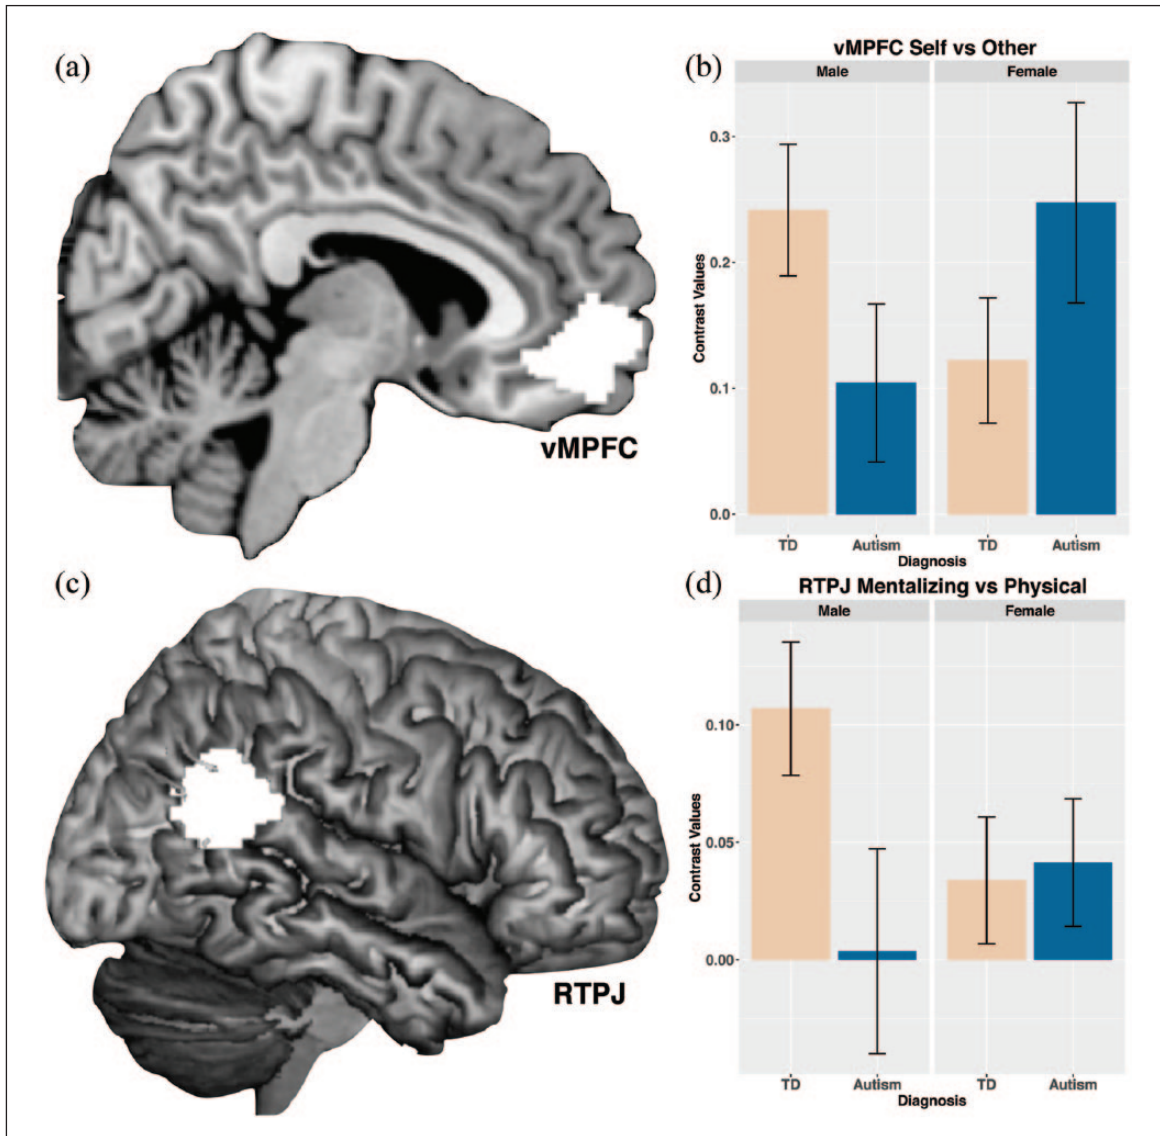 (a)
vMPFC
(b)
vMPFC Self vs Other
Male Female
Contrast Values
0.3
0.2
0.1
0.0
TD Autism TD Autism
Diagnosis
(c)
RTPJ
(d)
RTPJ Mentalizing vs Physical
Male Female
Contrast Values
0.10
0.05
0.00
TD Autism TD Autism
Diagnosis